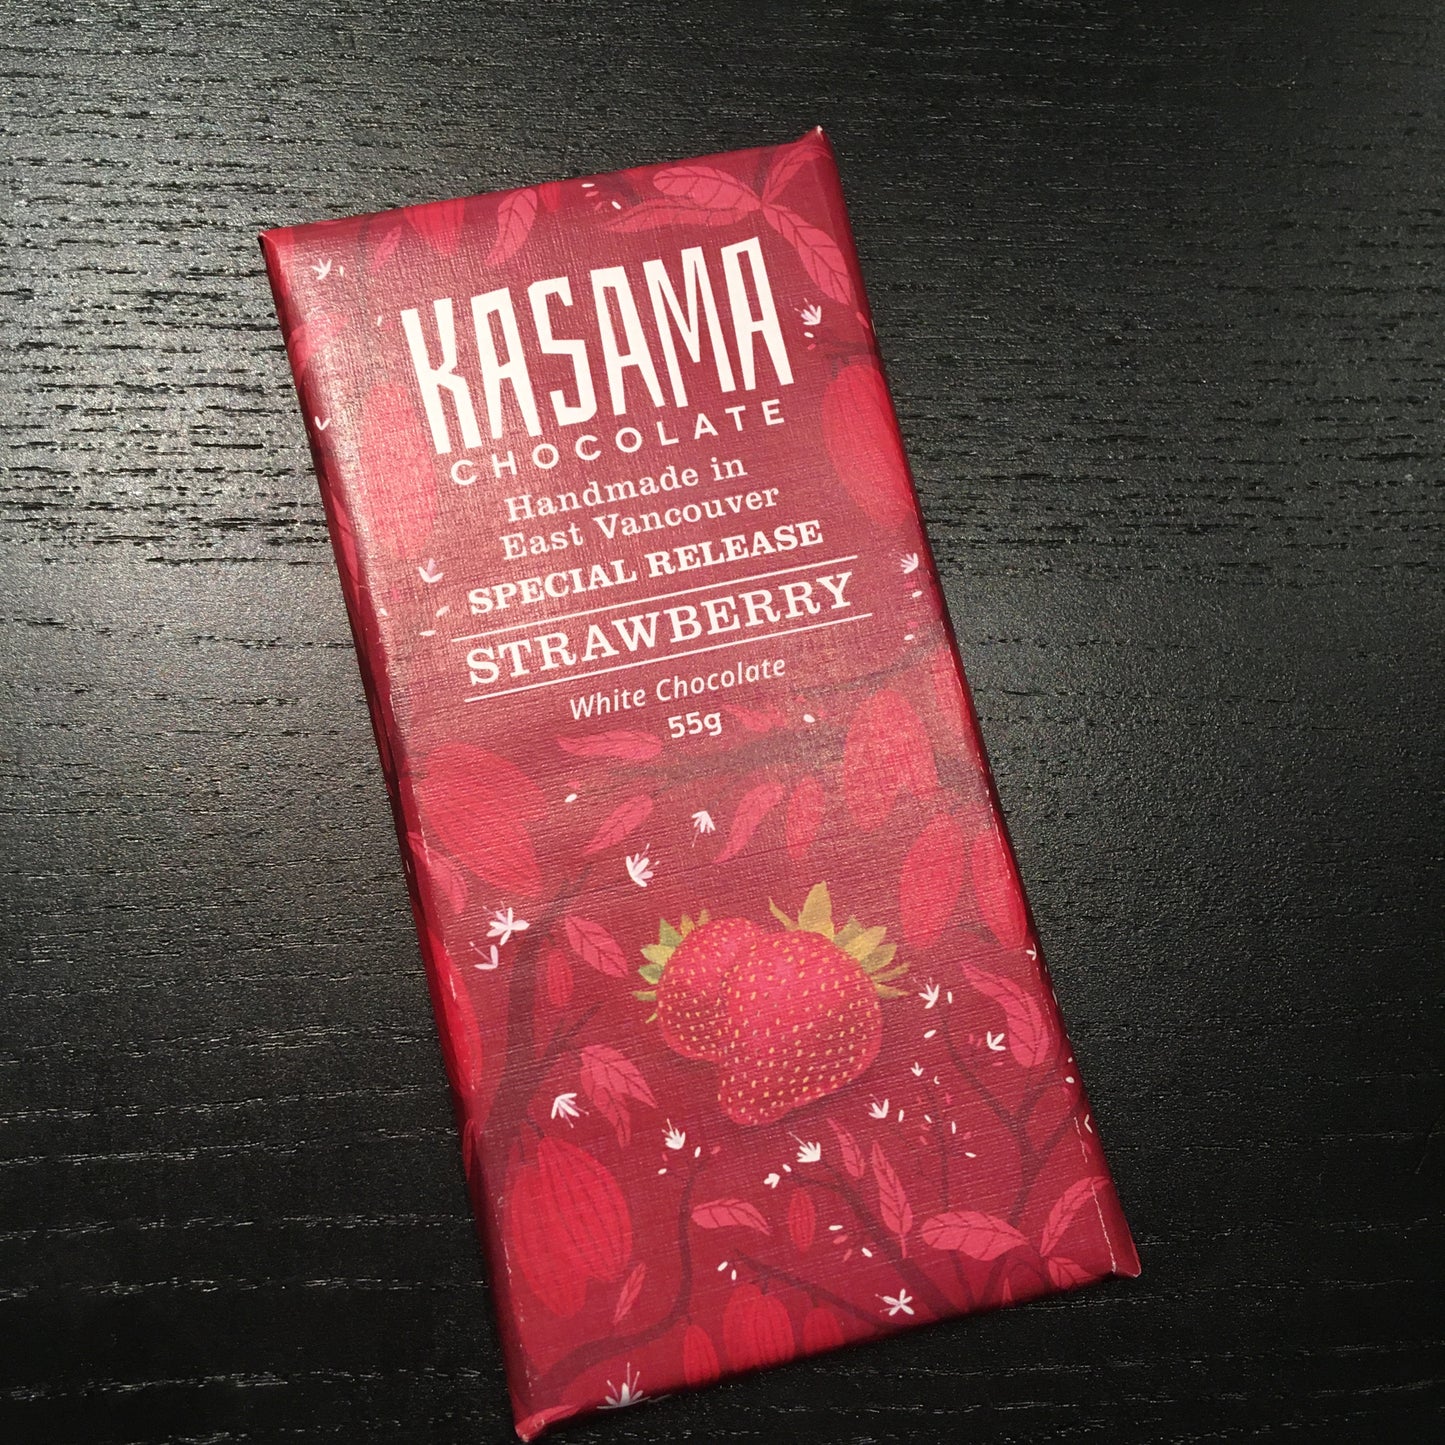 KASAMA
CHOCOLATE
Handmade in
East Vancouver
SPECIAL RELEASE
STRAWBERRY
White Chocolate
55g